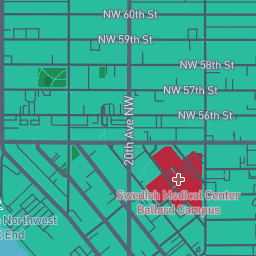 NW 60th St
NW 59th St
NW 58th St
NW 57th St
NW 56th St
20th Ave NW
Swedish Medical Center
Ballard Campus
Northwest
End